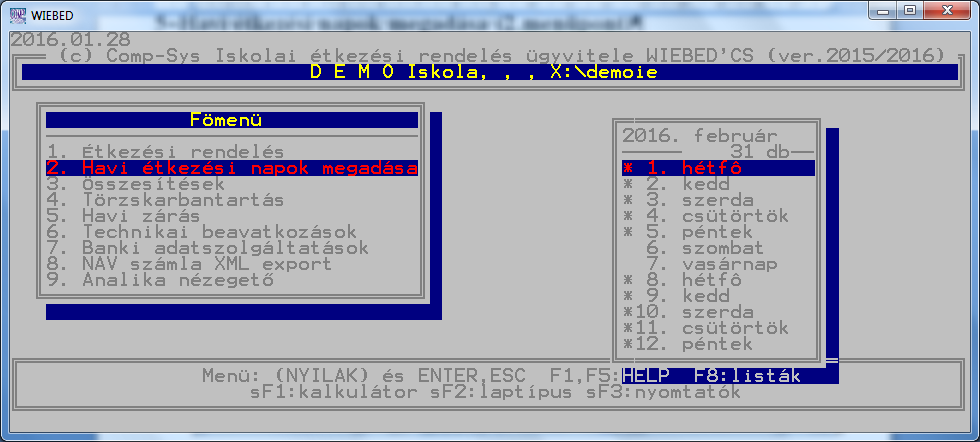 5–Havi étkezési napok megadása (2.menüpont)
WIEBED
2016.01.28
(c) Comp-Sys Iskolai étkezési rendelés ügyvitele WIEBED'CS (ver.2015/2016)
D E M O Iskola, , , X:\demoie
Fömenü
1. Étkezési rendelés
2. Havi étkezési napok megadása
3. Összesítések
4. Törzskarbantartás
5. Havi zárás
6. Technikai beavatkozások
7. Banki adatszolgáltatások
8. NAV számla XML export
9. Analika nézegető
2016. február
31 db
* 1. hétfô
* 2. kedd
* 3. szerda
* 4. csütörtök
* 5. péntek
6. szombat
7. vasárnap
* 8. hétfô
* 9. kedd
*10. szerda
*11. csütörtök
*12. péntek
Menü: (NYILAK) és ENTER,ESC F1,F5:HELP F8:listák
sF1:kalkulátor sF2:laptípus sF3:nyomtatók